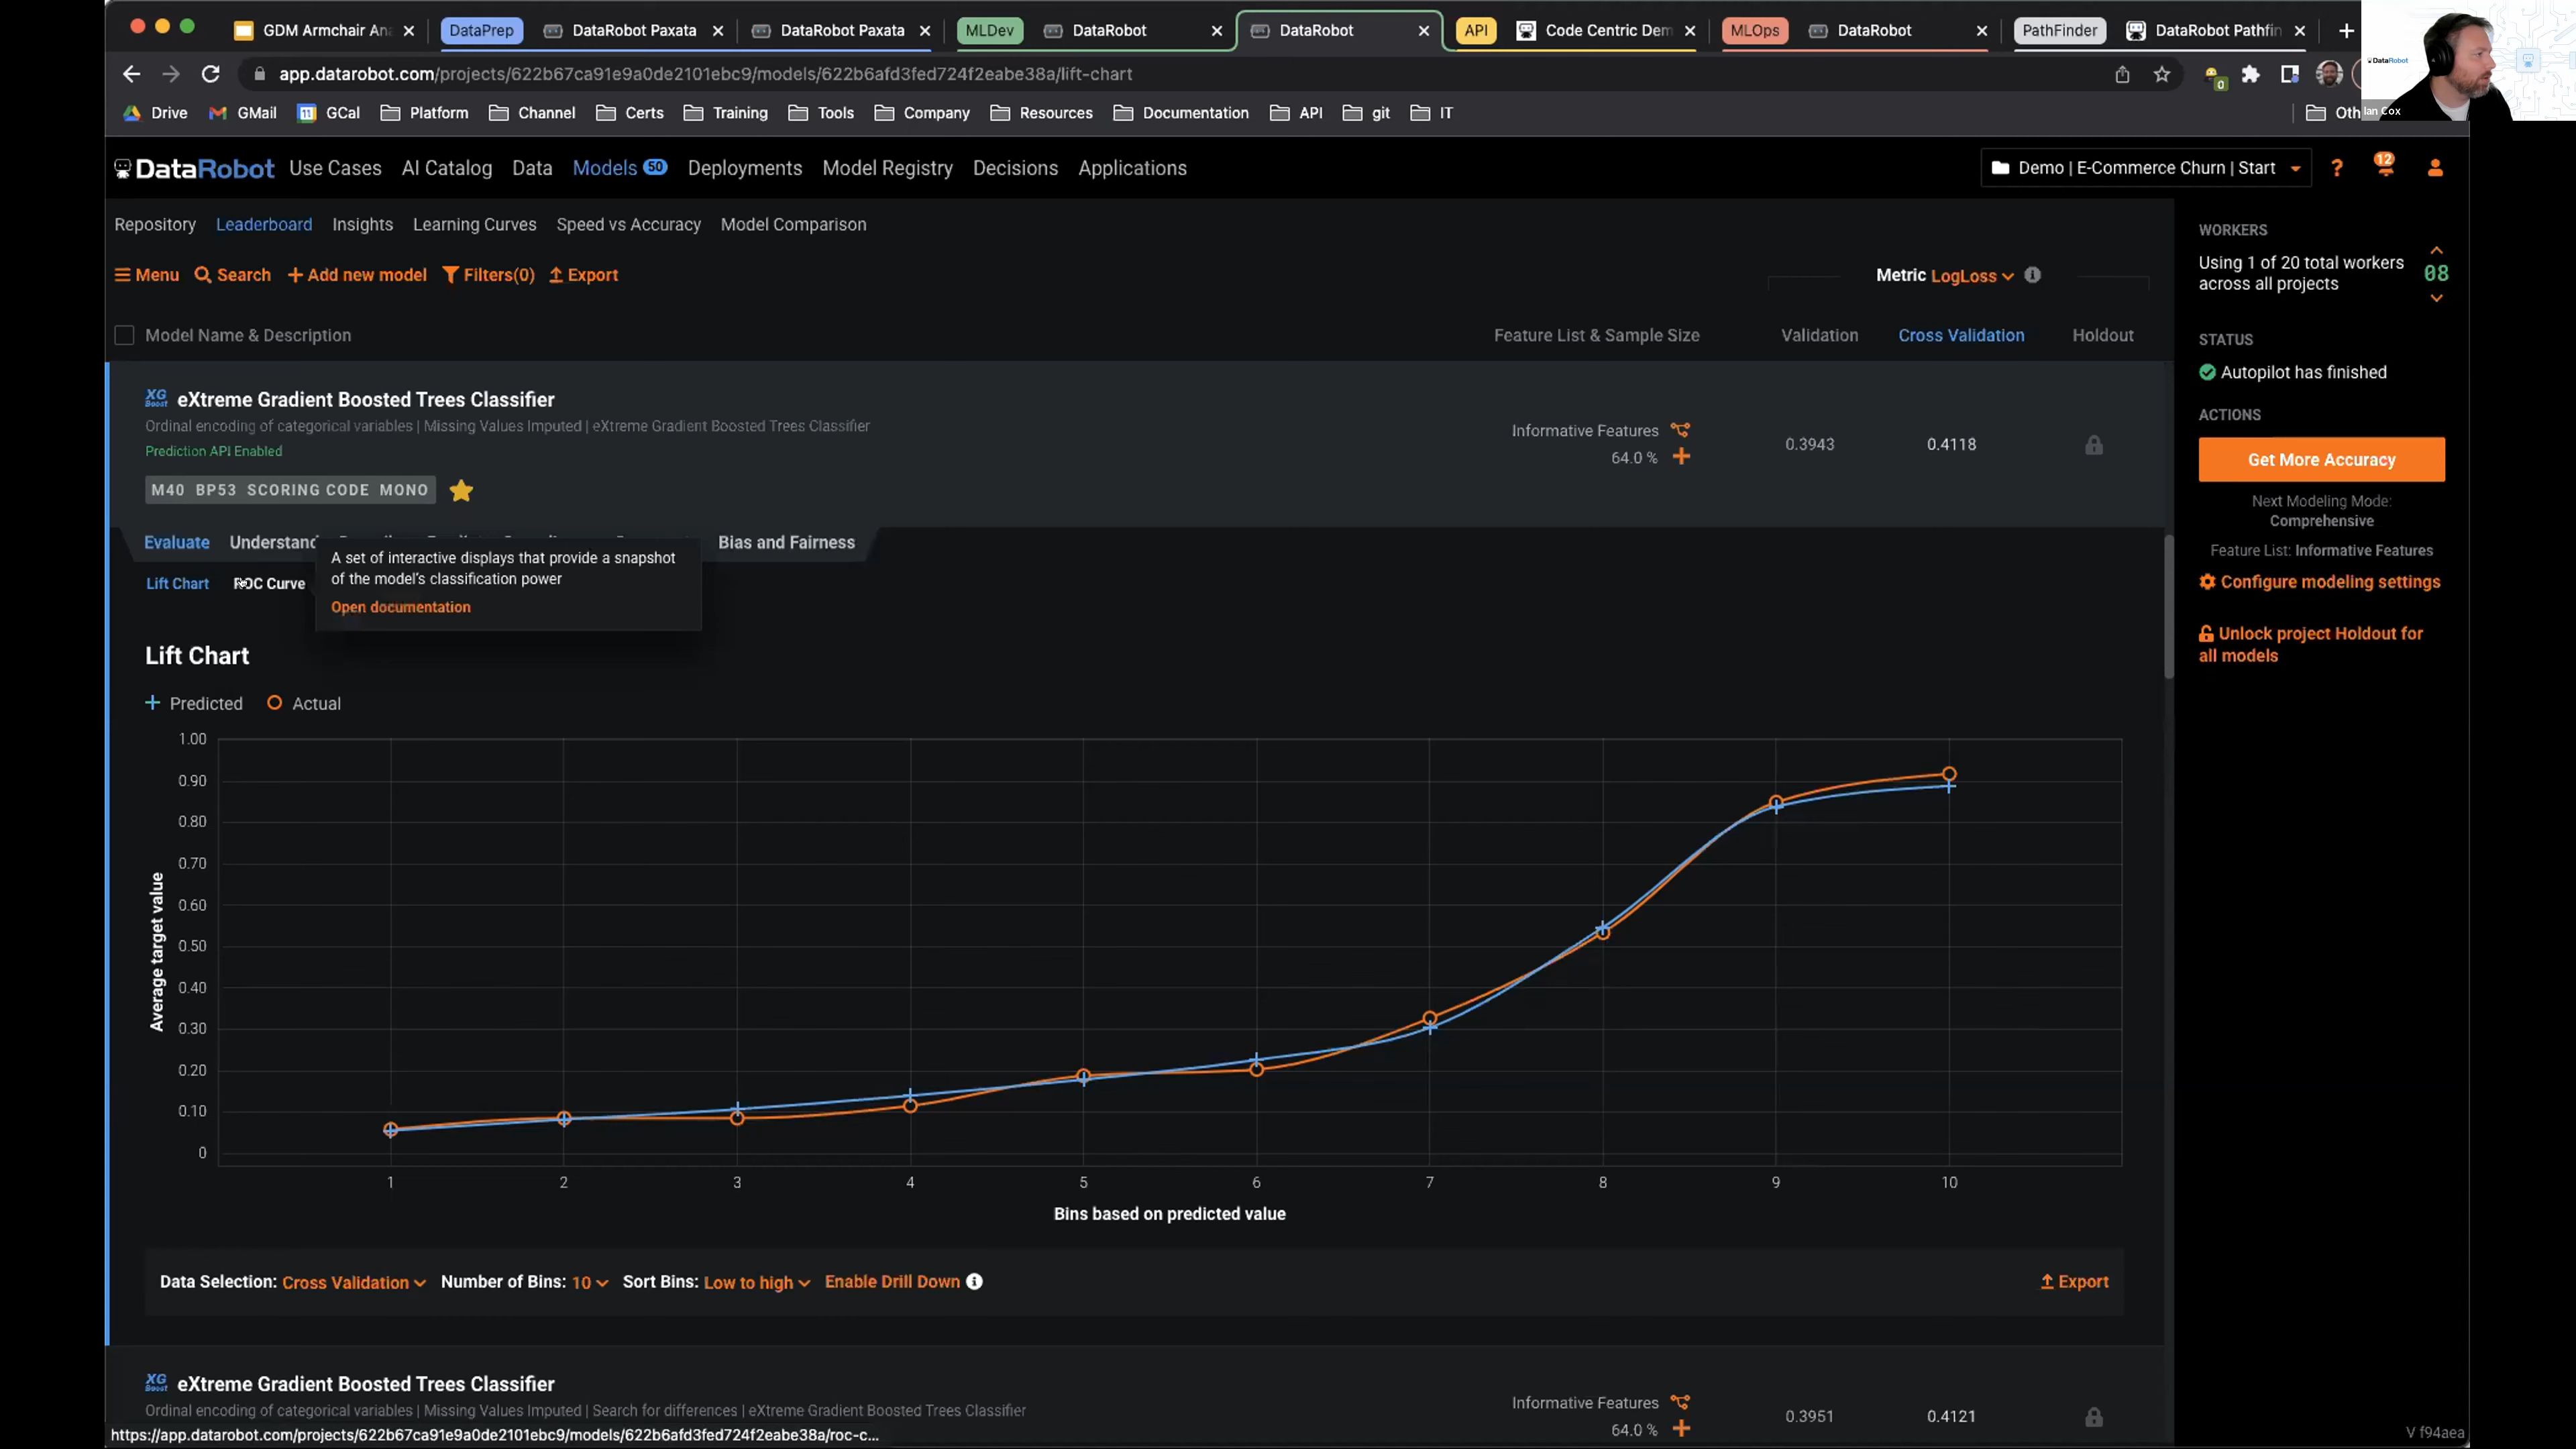 GDM Armchair Ana
DataPrep
DataRobot Paxata
DataRobot Paxata
MLDev
DataRobot
DataRobot
API
Code Centric Dem
MLOps
DataRobot
PathFinder
DataRobot Pathfin
app.datarobot.com/projects/622b67ca91e9a0de2101ebc9/models/622b6afd3fed724f2eabe38a/lift-chart
0
DataRobot
Ian Cox
Drive
GMail
11
GCal
Platform
Channel
Certs
Training
Tools
Company
Resources
Documentation
API
git
IT
Oth
DataRobot
Use Cases
AI Catalog
Data
Models 50
Deployments
Model Registry
Decisions
Applications
Demo | E-Commerce Churn | Start
?
12
Repository
Leaderboard
Insights
Learning Curves
Speed vs Accuracy
Model Comparison
Menu
Search
Add new model
Filters(0)
Export
Metric LogLoss
Model Name & Description
Feature List & Sample Size
Validation
Cross Validation
Holdout
XG Boost
eXtreme Gradient Boosted Trees Classifier
Ordinal encoding of categorical variables | Missing Values Imputed | eXtreme Gradient Boosted Trees Classifier
Prediction API Enabled
M40 BP53 SCORING CODE MONO
Informative Features
64.0 %
0.3943
0.4118
Evaluate
Understand
Bias and Fairness
Lift Chart
ROC Curve
A set of interactive displays that provide a snapshot
of the model's classification power
Open documentation
Lift Chart
Predicted
Actual
1.00
0.90
0.80
0.70
0.60
0.50
0.40
0.30
0.20
0.10
0
Average target value
1
2
3
4
5
6
7
8
9
10
Bins based on predicted value
Data Selection: Cross Validation
Number of Bins: 10
Sort Bins: Low to high
Enable Drill Down
Export
XG Boost
eXtreme Gradient Boosted Trees Classifier
Ordinal encoding of categorical variables | Missing Values Imputed | Search for differences | eXtreme Gradient Boosted Trees Classifier
Informative Features
64.0 %
0.3951
0.4121
https://app.datarobot.com/projects/622b67ca91e9a0de2101ebc9/models/622b6afd3fed724f2eabe38a/roc-c...
WORKERS
Using 1 of 20 total workers
across all projects
08
STATUS
Autopilot has finished
ACTIONS
Get More Accuracy
Next Modeling Mode:
Comprehensive
Feature List: Informative Features
Configure modeling settings
Unlock project Holdout for
all models
V f94aea